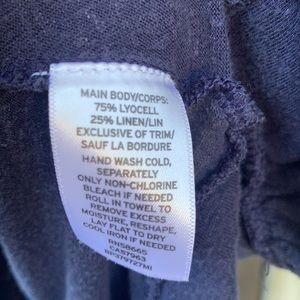 MAIN BODY/CORPS:
75% LYOCELL
25% LINEN/LIN
EXCLUSIVE OF TRIM/
SAUF LA BORDURE
HAND WASH COLD,
SEPARATELY
ONLY NON-CHLORINE
BLEACH IF NEEDED
ROLL IN TOWEL TO
REMOVE EXCESS
MOISTURE, RESHAPE,
LAY FLAT TO DRY
COOL IRON IF NEEDED
RN58665
CA57963
RP379727MI